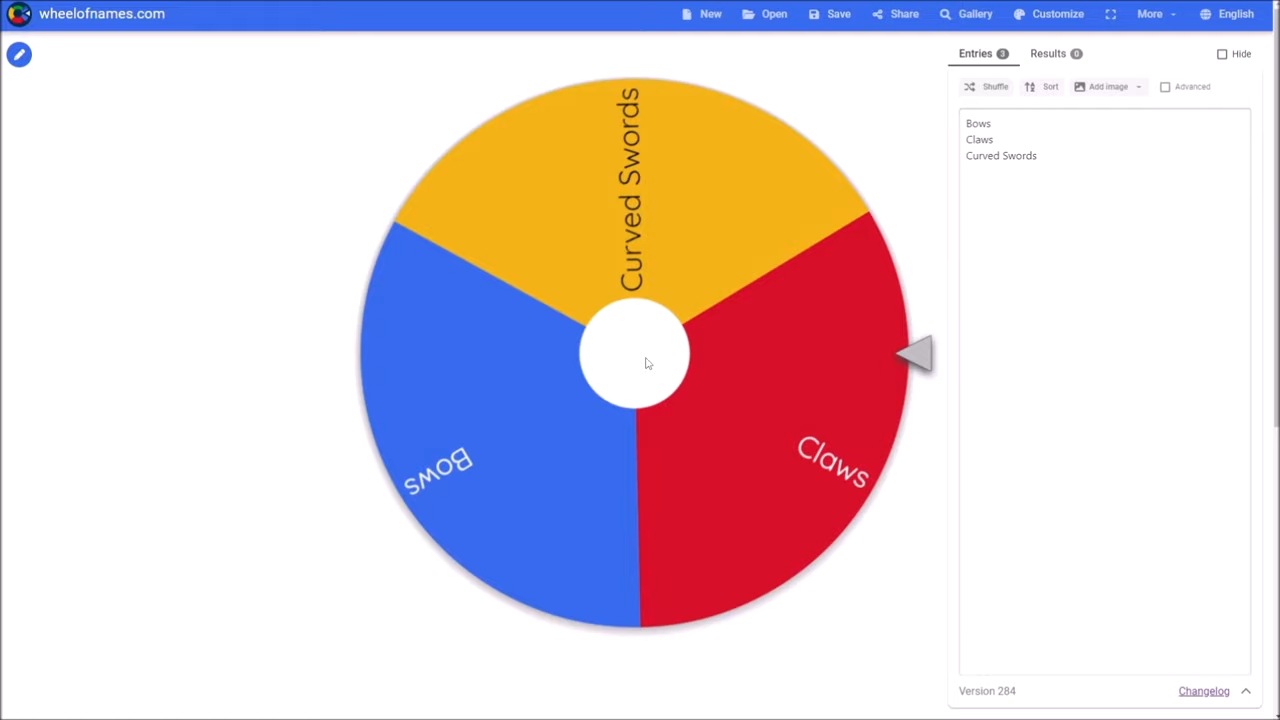 wheelofnames.com
New
Open
Save
Share
Gallery
Customize
More
English
Entries 3
Results 0
Hide
Shuffle
Sort
Add image
Advanced
Bows
Claws
Curved Swords
Curved Swords
Bows
Claws
Version 284
Changelog